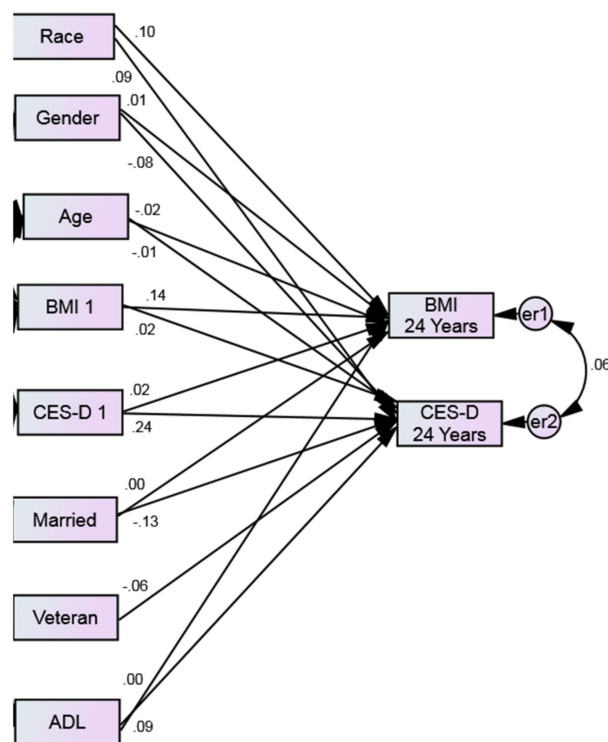 Race
.10
.09
Gender
.01
-.08
Age
-.02
-.01
BMI 1
.14
.02
BMI
24 Years
er1
.06
CES-D 1
.02
.24
CES-D
24 Years
er2
Married
.00
-.13
Veteran
-.06
ADL
.00
.09